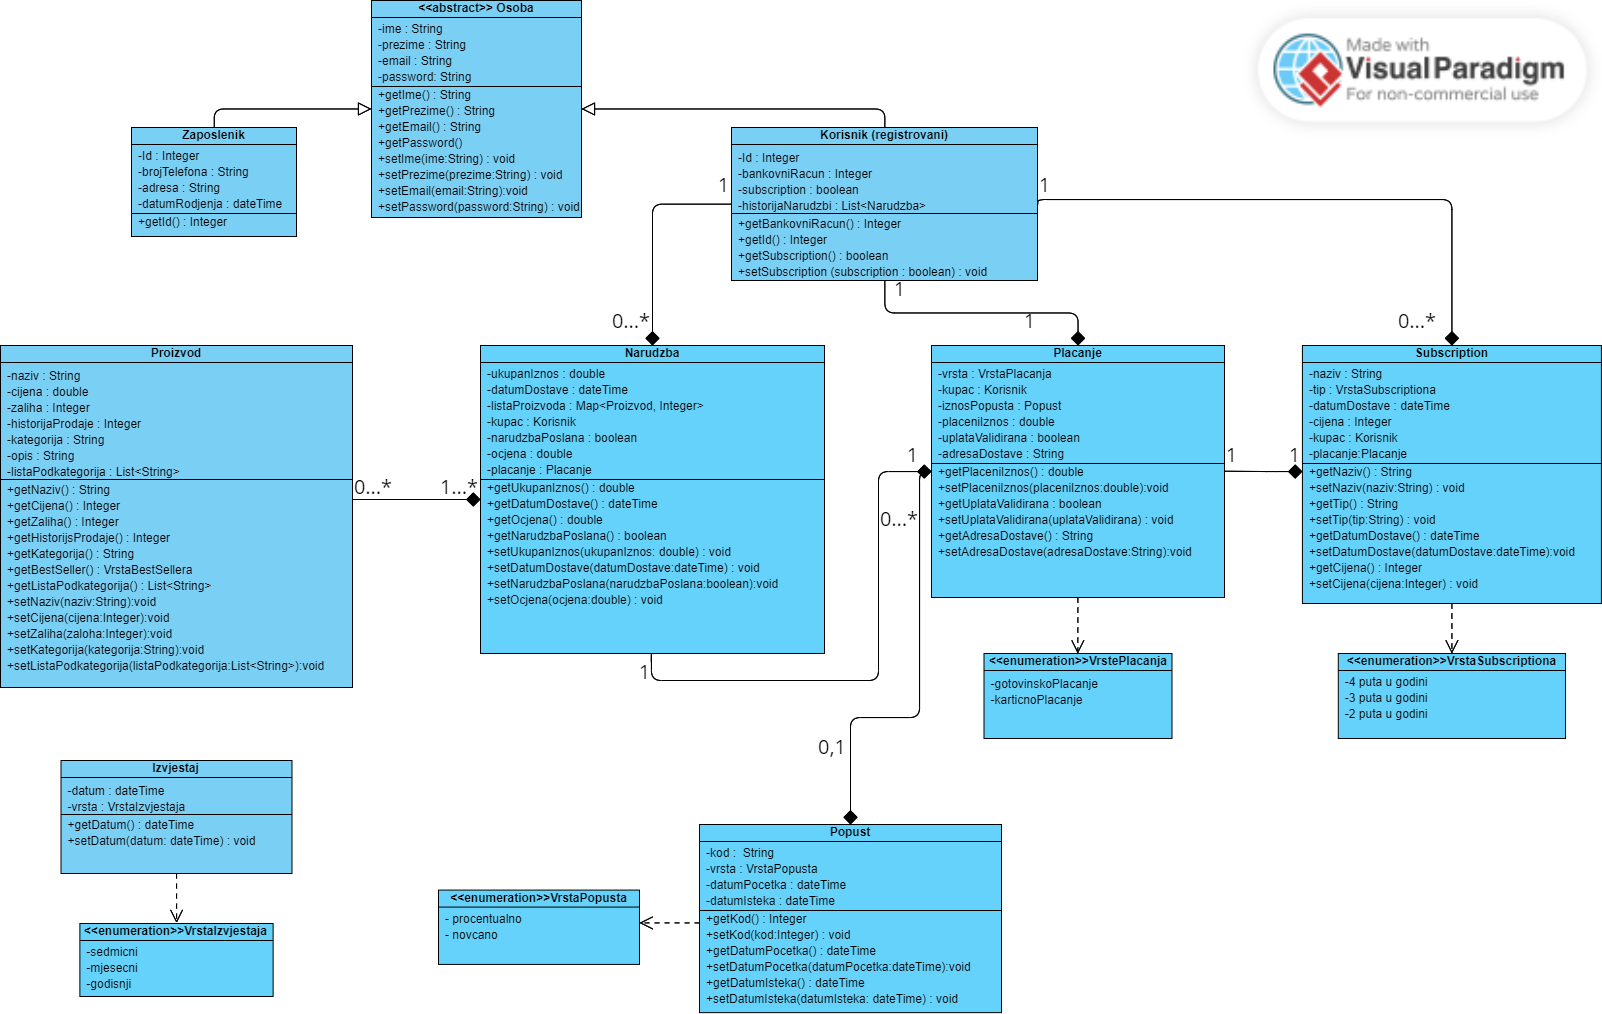 <<abstract>> Osoba
-ime : String
-prezime : String
-email : String
-password: String
+getIme() : String
+getPrezime() : String
+getEmail() : String
+getPassword()
+setIme(ime:String) : void
+setPrezime(prezime:String) : void
+setEmail(email:String):void
+setPassword(password:String) : void
Made with
VisualParadigm
For non-commercial use
Zaposlenik
-Id : Integer
-brojTelefona : String
-adresa : String
-datumRodjenja : dateTime
+getId() : Integer
Korisnik (registrovani)
-Id : Integer
-bankovniRacun : Integer
-subscription : boolean
-historijaNarudzbi : List<Narudzba>
+getBankovniRacun() : Integer
+getId() : Integer
+getSubscription() : boolean
+setSubscription (subscription : boolean) : void
1
1
1
0...*
1
0...*
Proizvod
-naziv : String
-cijena : double
-zaliha : Integer
-historijaProdaje : Integer
-kategorija : String
-opis : String
-listaPodkategorija : List<String>
+getNaziv() : String
+getCijena() : Integer
+getZaliha() : Integer
+getHistorijsProdaje() : Integer
+getKategorija() : String
+getBestSeller() : VrstaBestSellera
+getListaPodkategorija() : List<String>
+setNaziv(naziv:String):void
+setCijena(cijena:Integer):void
+setZaliha(zaloha:Integer):void
+setKategorija(kategorija:String):void
+setListaPodkategorija(listaPodkategorija:List<String>):void
0...*
1...*
Narudzba
-ukupanIznos : double
-datumDostave : dateTime
-listaProizvoda : Map<Proizvod, Integer>
-kupac : Korisnik
-narudzbaPoslana : boolean
-ocjena : double
-placanje : Placanje
+getUkupanIznos() : double
+getDatumDostave() : dateTime
+getOcjena() : double
+getNarudzbaPoslana() : boolean
+setUkupanIznos(ukupanIznos: double) : void
+setDatumDostave(datumDostave:dateTime) : void
+setNarudzbaPoslana(narudzbaPoslana:boolean):void
+setOcjena(ocjena:double) : void
1
1
0...*
0,1
Placanje
-vrsta : VrstaPlacanja
-kupac : Korisnik
-iznosPopusta : Popust
-placeniIznos : double
-uplataValidirana : boolean
-adresaDostave : String
+getPlaceniIznos() : double
+setPlaceniIznos(placeniIznos:double):void
+getUplataValidirana : boolean
+setUplataValidirana(uplataValidirana) : void
+getAdresaDostave() : String
+setAdresaDostave(adresaDostave:String):void
1
1
Subscription
-naziv : String
-tip : VrstaSubscriptiona
-datumDostave : dateTime
-cijena : Integer
-kupac : Korisnik
-placanje:Placanje
+getNaziv() : String
+setNaziv(naziv:String) : void
+getTip() : String
+setTip(tip:String) : void
+getDatumDostave() : dateTime
+setDatumDostave(datumDostave:dateTime):void
+getCijena() : Integer
+setCijena(cijena:Integer) : void
<<enumeration>>VrstePlacanja
-gotovinskoPlacanje
-karticnoPlacanje
<<enumeration>>VrstaSubscriptiona
-4 puta u godini
-3 puta u godini
-2 puta u godini
Izvjestaj
-datum : dateTime
-vrsta : VrstaIzvjestaja
+getDatum() : dateTime
+setDatum(datum: dateTime) : void
<<enumeration>>VrstaIzvjestaja
-sedmicni
-mjesecni
-godisnji
<<enumeration>>VrstaPopusta
- procentualno
- novcano
Popust
-kod : String
-vrsta : VrstaPopusta
-datumPocetka : dateTime
-datumIsteka : dateTime
+getKod() : Integer
+setKod(kod:Integer) : void
+getDatumPocetka() : dateTime
+setDatumPocetka(datumPocetka:dateTime):void
+getDatumIsteka() : dateTime
+setDatumIsteka(datumIsteka: dateTime) : void